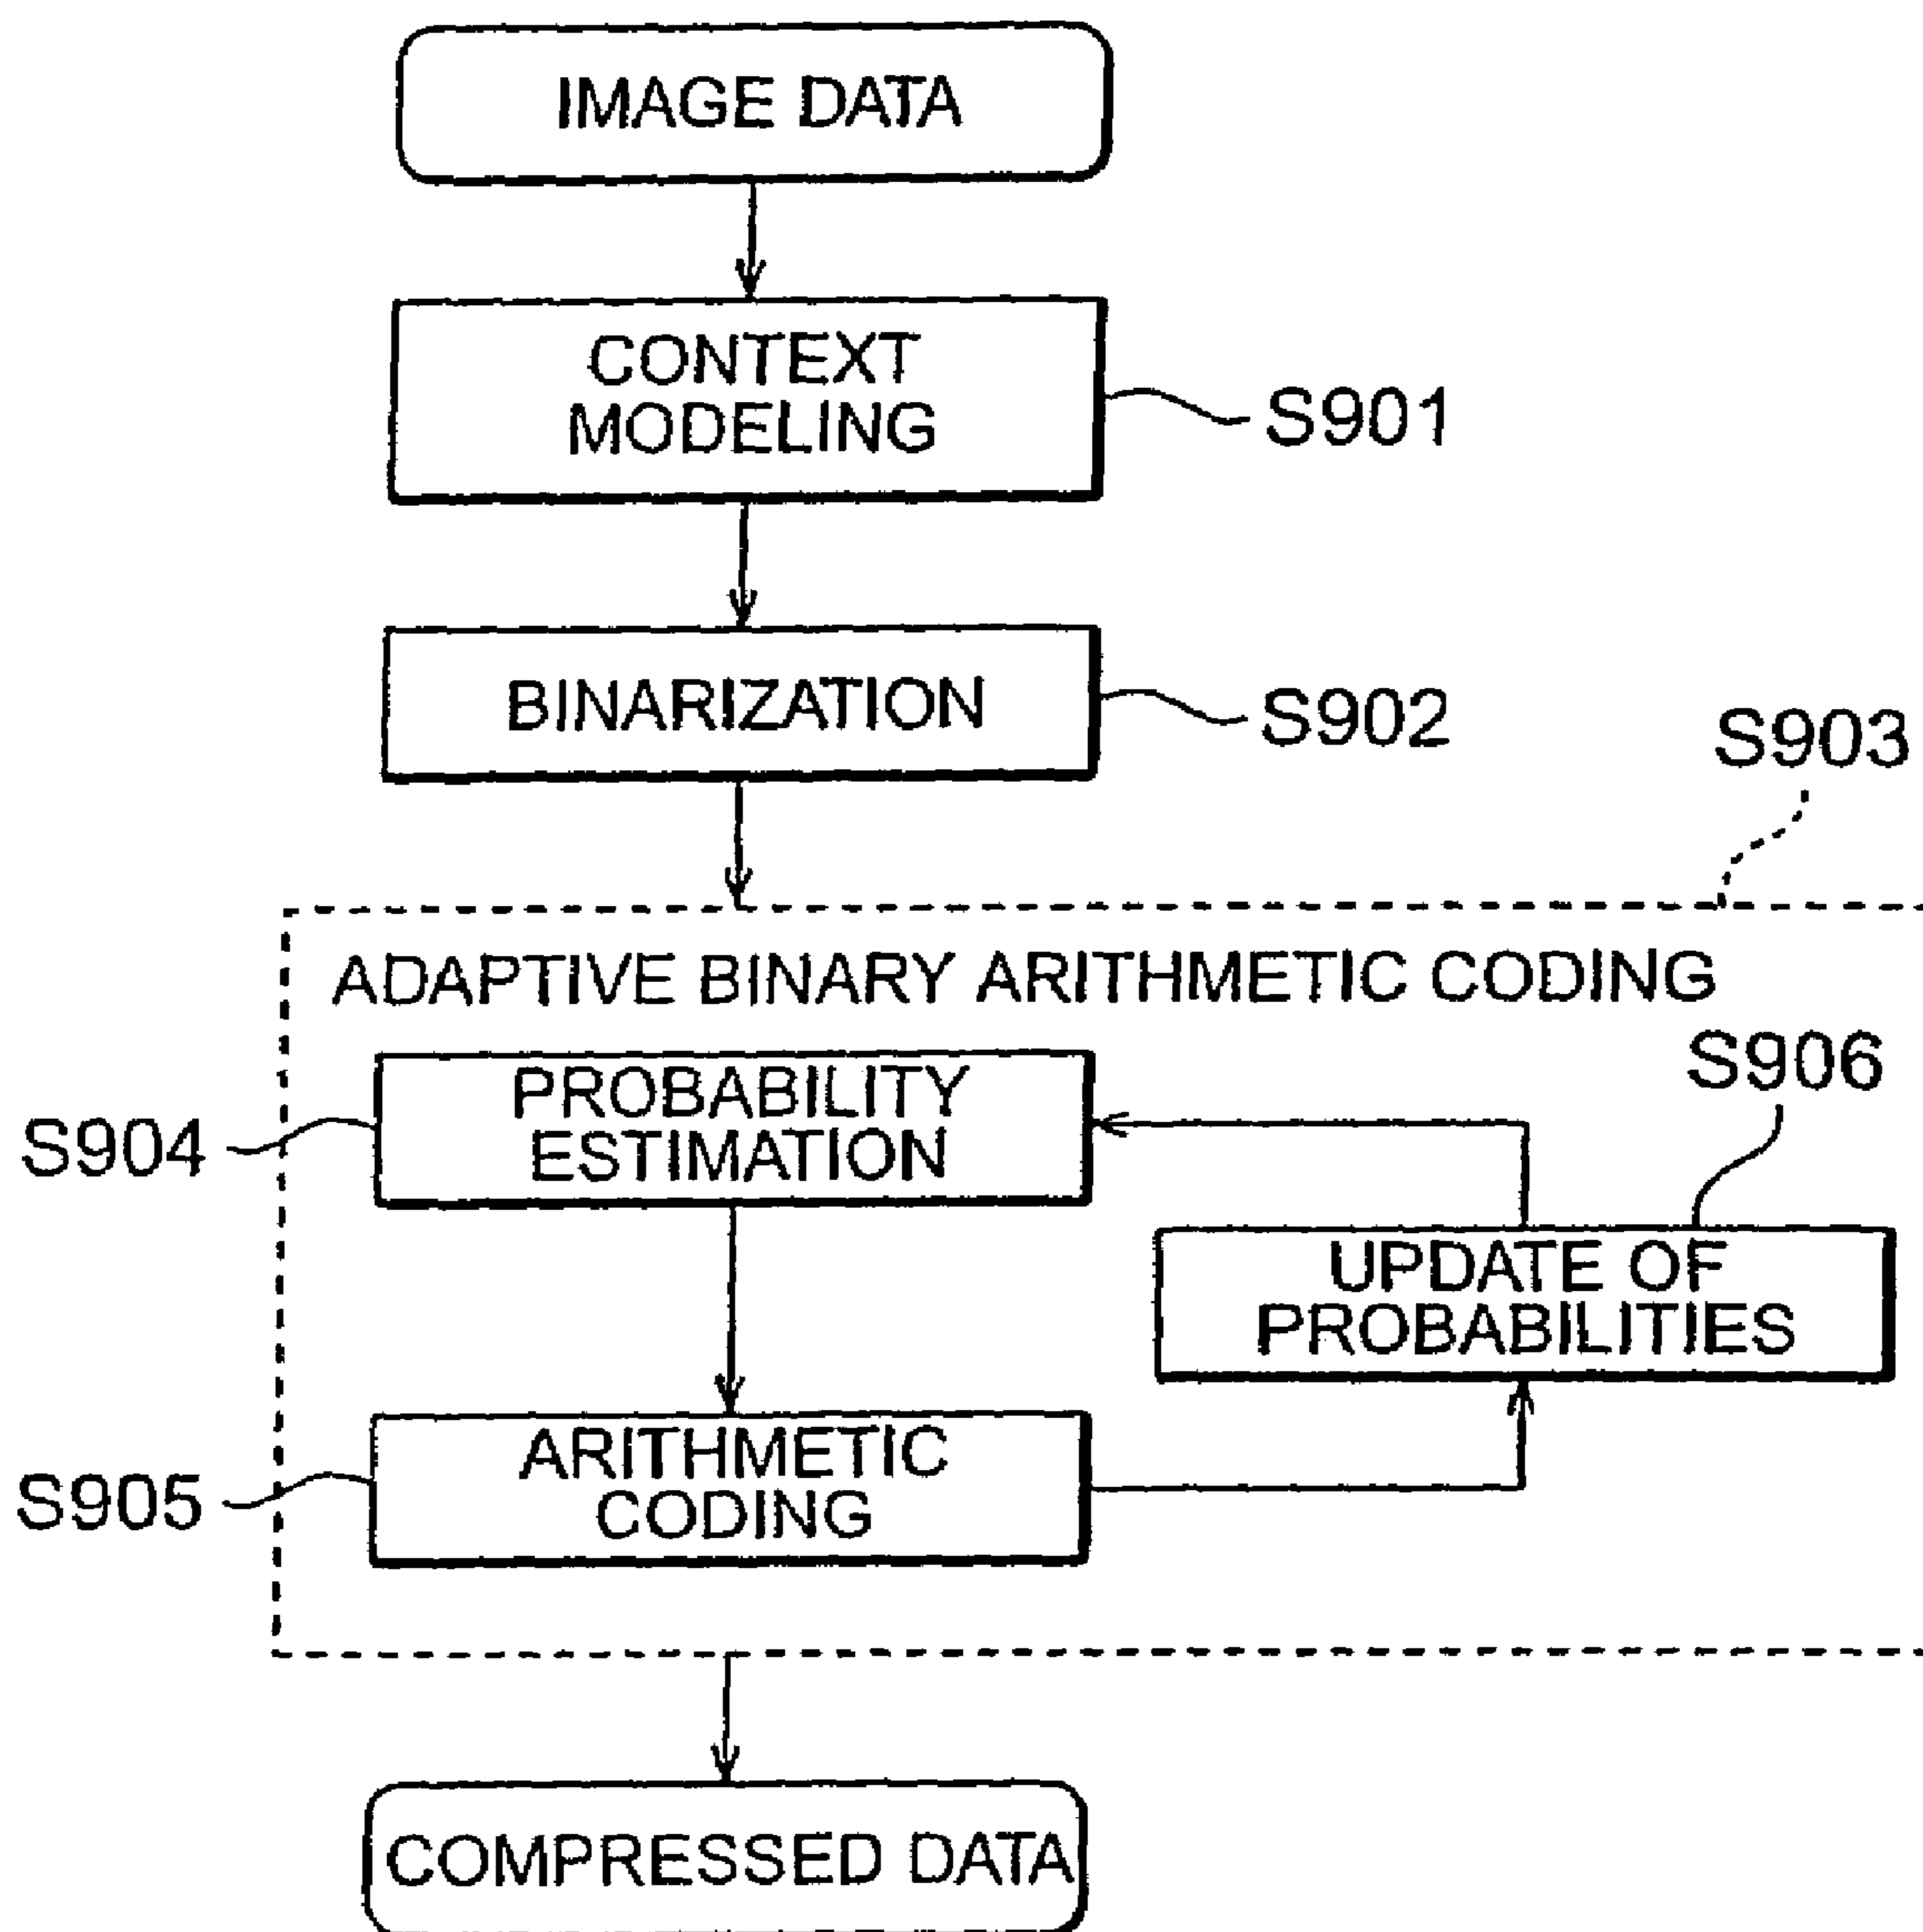 IMAGE DATA
CONTEXT
MODELING
S901
BINARIZATION
S902
S903
ADAPTIVE BINARY ARITHMETIC CODING
S906
PROBABILITY
ESTIMATION
S904
UPDATE OF
PROBABILITIES
ARITHMETIC
CODING
S905
COMPRESSED DATA